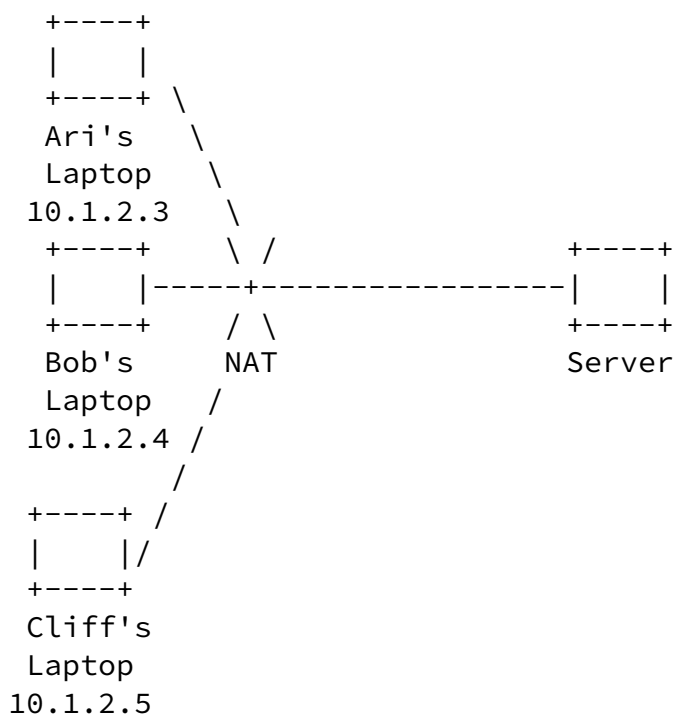 +----+
|    |
+----+ \
Ari's   \
Laptop   \
10.1.2.3  \
+----+    \ /                +----+
|    |-----+-----------------|    |
+----+    / \                +----+
Bob's     NAT                Server
Laptop   /
10.1.2.4 /
/
+----+ /
|    |/
+----+
Cliff's
Laptop
10.1.2.5